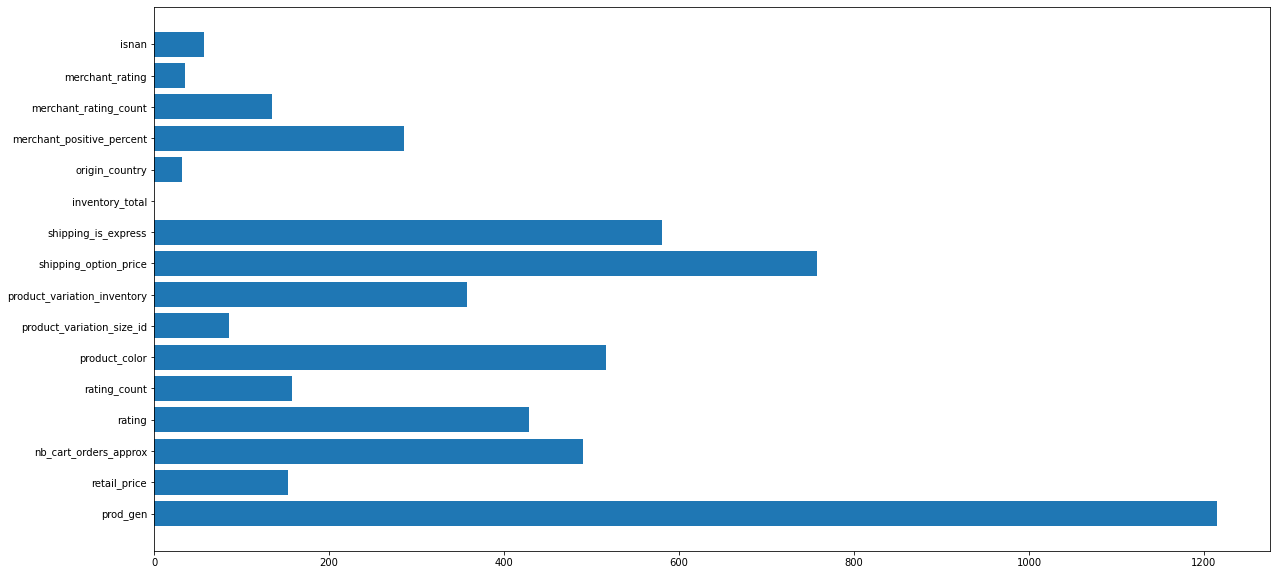 isnan
merchant_rating
merchant_rating_count
merchant_positive_percent
origin_country
inventory_total
shipping_is_express
shipping_option_price
product_variation_inventory
product_variation_size_id
product_color
rating_count
rating
nb_cart_orders_approx
retail_price
prod_gen
0 200 400 600 800 1000 1200